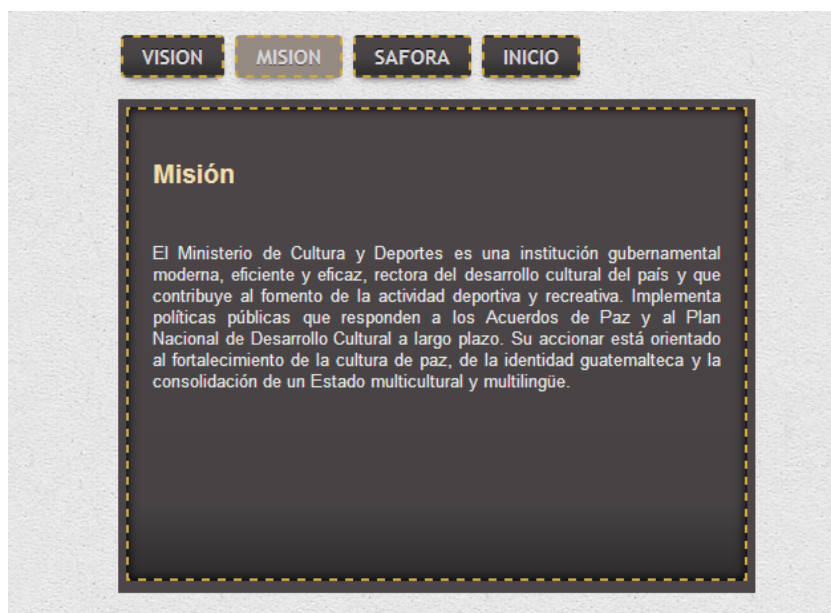 VISION MISION SAFORA INICIO
Misión
El Ministerio de Cultura y Deportes es una institución gubernamental
moderna, eficiente y eficaz, rectora del desarrollo cultural del país y que
contribuye al fomento de la actividad deportiva y recreativa. Implementa
políticas públicas que responden a los Acuerdos de Paz y al Plan
Nacional de Desarrollo Cultural a largo plazo. Su accionar está orientado
al fortalecimiento de la cultura de paz, de la identidad guatemalteca y la
consolidación de un Estado multicultural y multilingüe.